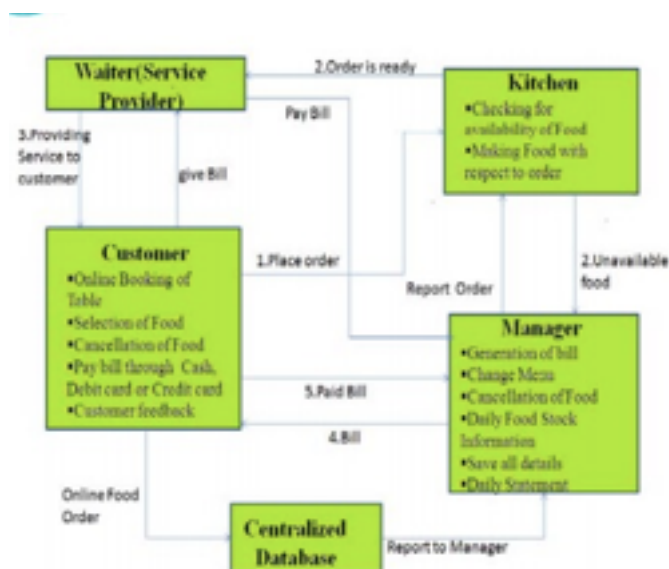 Waiter(Service
Provider)
2.Order is ready
Kitchen
▪Checking for
availability of Food
▪Making Food with
respect to order
Pay Bill
3.Providing
Service to
customer
give Bill
Customer
▪Online Booking of
Table
▪Selection of Food
▪Cancellation of Food
▪Pay bill through Cash,
Debit card or Credit card
▪Customer feedback
1.Place order
Report Order
2.Unavailable
food
Manager
▪Generation of bill
▪Change Menu
▪Cancellation of Food
▪Daily Food Stock
Information
▪Save all details
▪Daily Statement
5.Paid Bill
4.Bill
Online Food
Order
Centralized
Database
Report to Manager